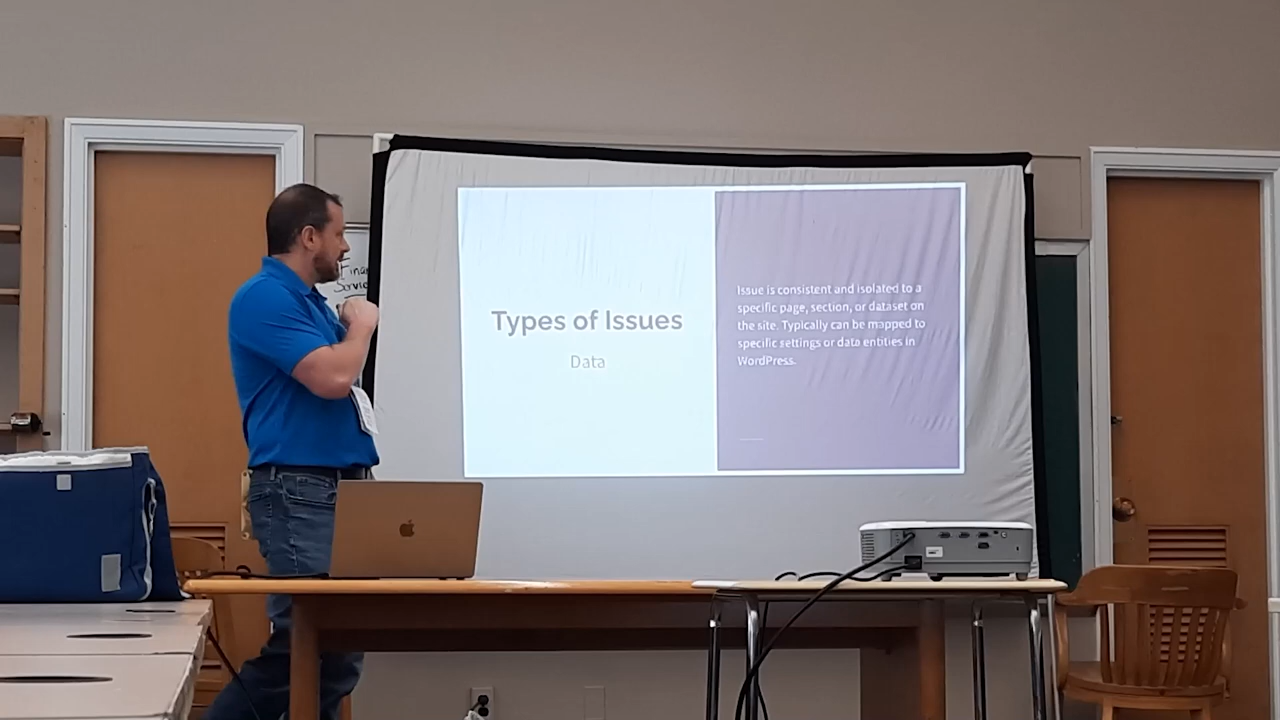 Types of Issues
Data
Issue is consistent and isolated to a
specific page, section, or dataset on
the site. Typically can be mapped to
specific settings or data entities in
WordPress.